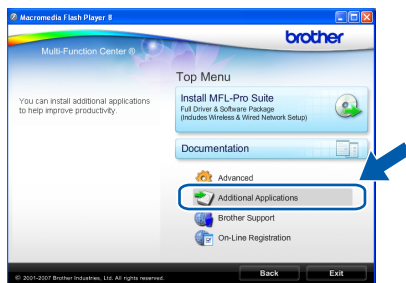 Macromedia Flash Player 8
brother
Multi-Function Center ®
Top Menu
You can install additional applications
to help improve productivity.
Install MFL-Pro Suite
Full Driver & Software Package
(Includes Wireless & Wired Network Setup)
Documentation
Advanced
Additional Applications
Brother Support
On-Line Registration
© 2001-2007 Brother Industries, Ltd. All rights reserved.
Back
Exit